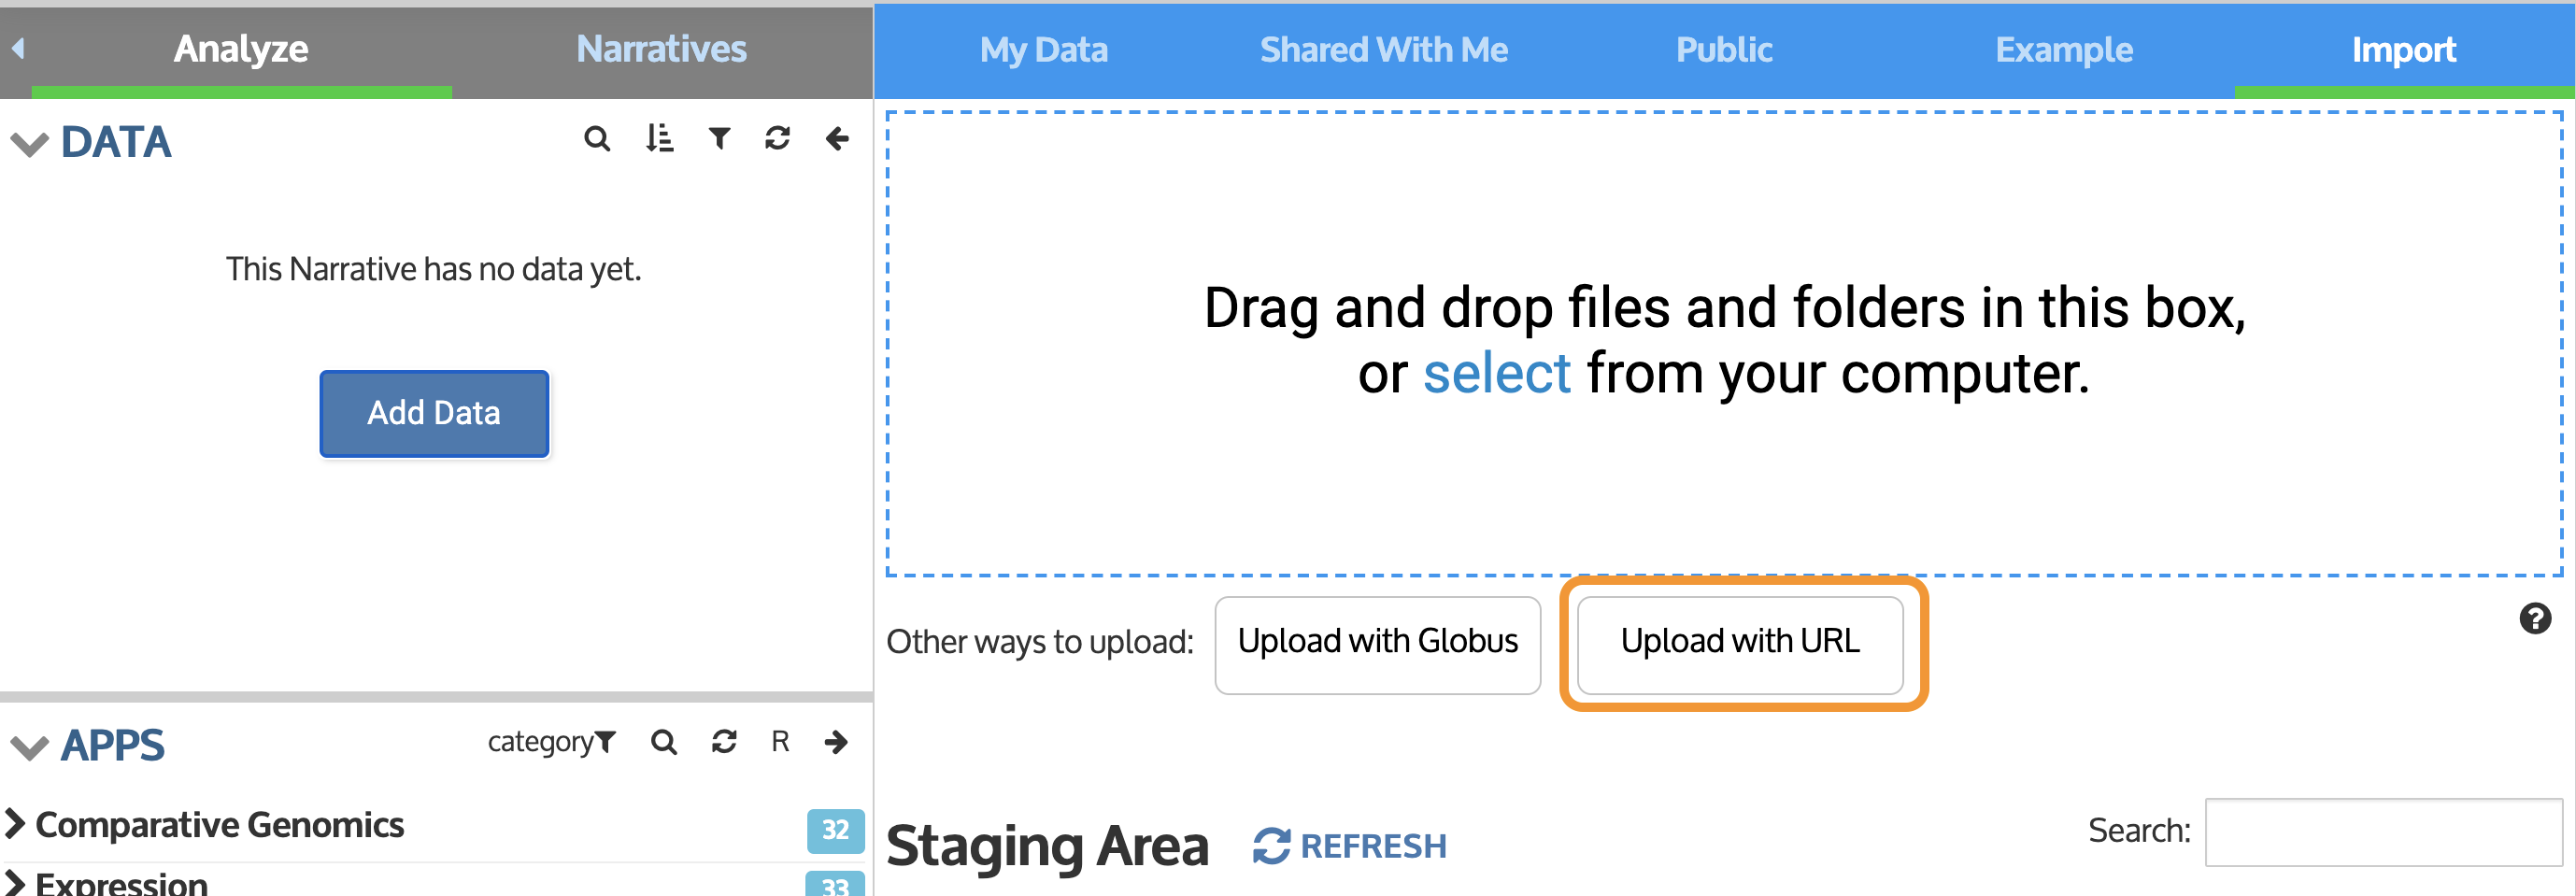 Analyze
Narratives
My Data
Shared With Me
Public
Example
Import
DATA
This Narrative has no data yet.
Add Data
Drag and drop files and folders in this box,
or select from your computer.
Other ways to upload:
Upload with Globus
Upload with URL
?
APPS
category
R
Comparative Genomics
32
Expression
33
Staging Area
REFRESH
Search: